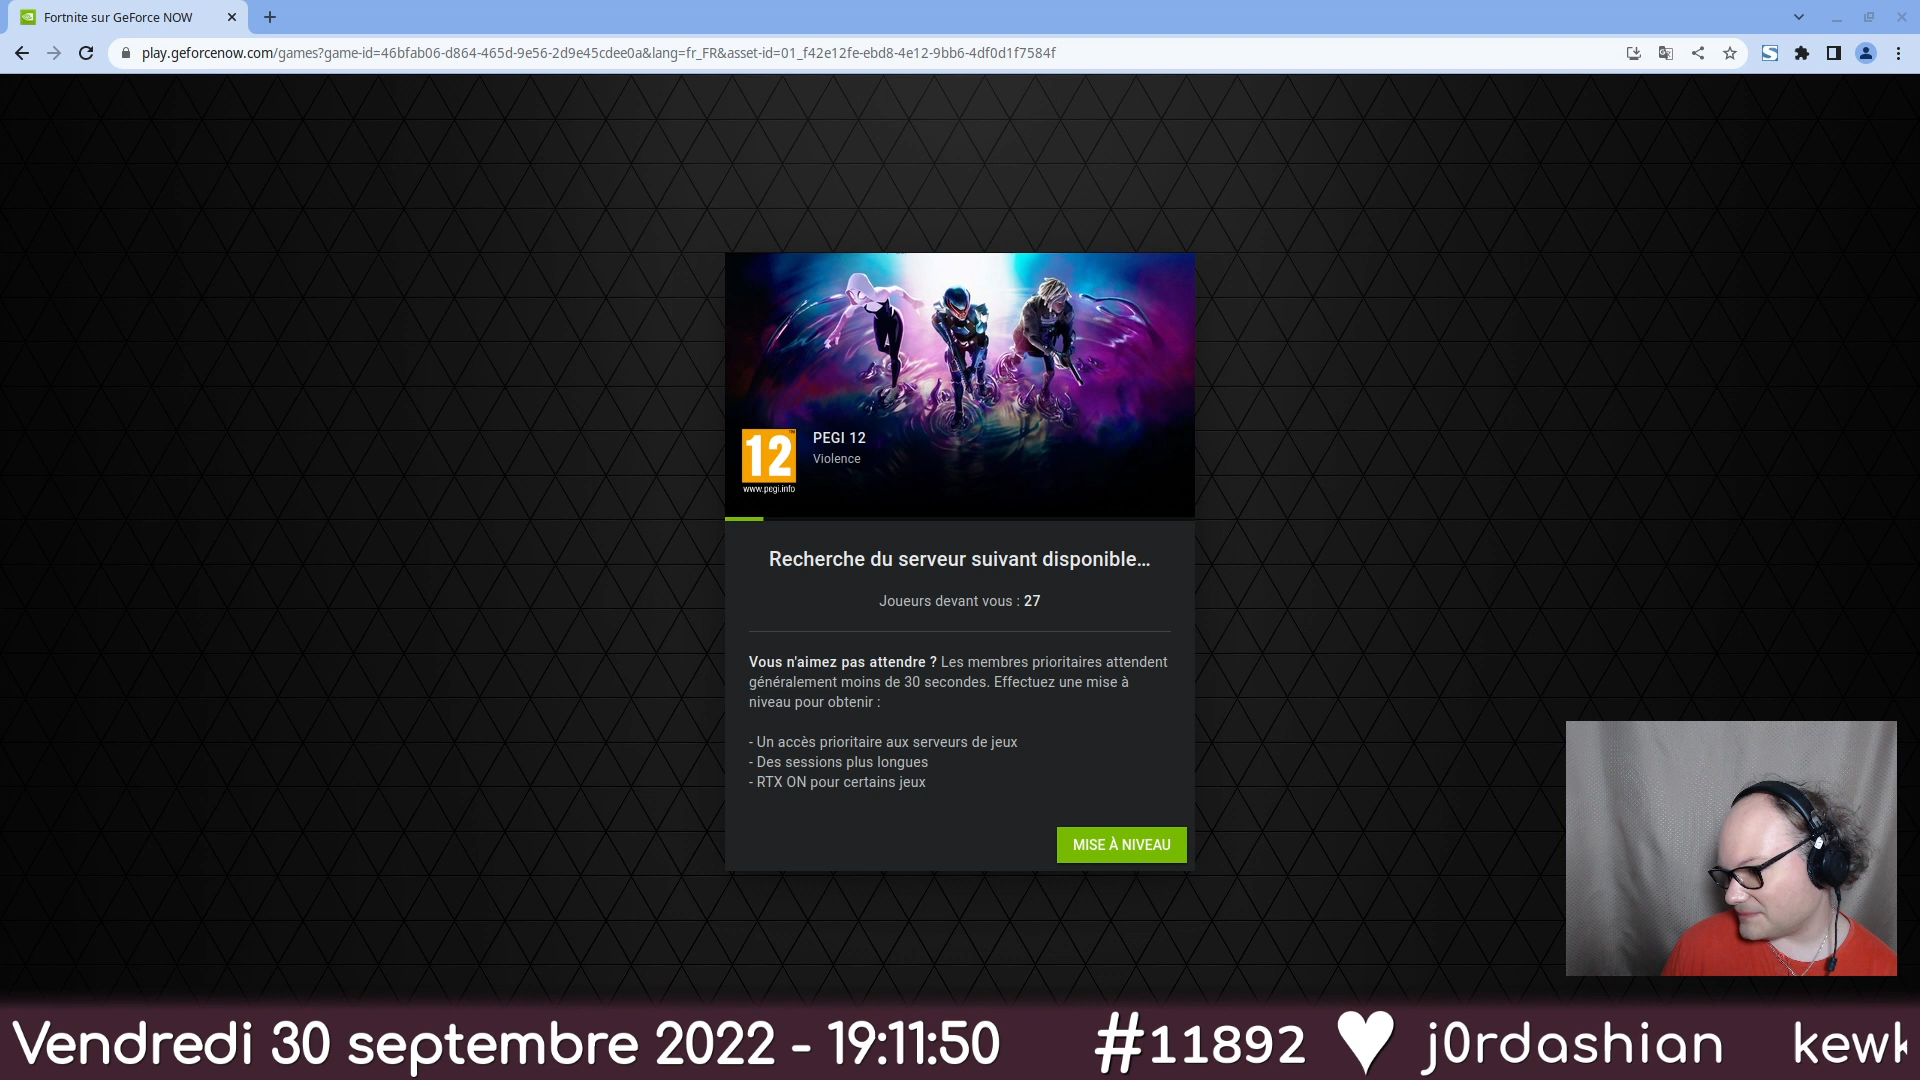 Fortnite sur GeForce NOW
play.geforcenow.com/games?game-id=46bfab06-d864-465d-9e56-2d9e45cdee0a&lang=fr_FR&asset-id=01_f42e12fe-ebd8-4e12-9bb6-4df0d1f7584f
12
www.pegi.info
PEGI 12
Violence
Recherche du serveur suivant disponible...
Joueurs devant vous : 27
Vous n'aimez pas attendre ? Les membres prioritaires attendent
généralement moins de 30 secondes. Effectuez une mise à
niveau pour obtenir :
- Un accès prioritaire aux serveurs de jeux
- Des sessions plus longues
- RTX ON pour certains jeux
MISE À NIVEAU
Vendredi 30 septembre 2022 - 19:11:50 #11892 ♥ j0rdashian